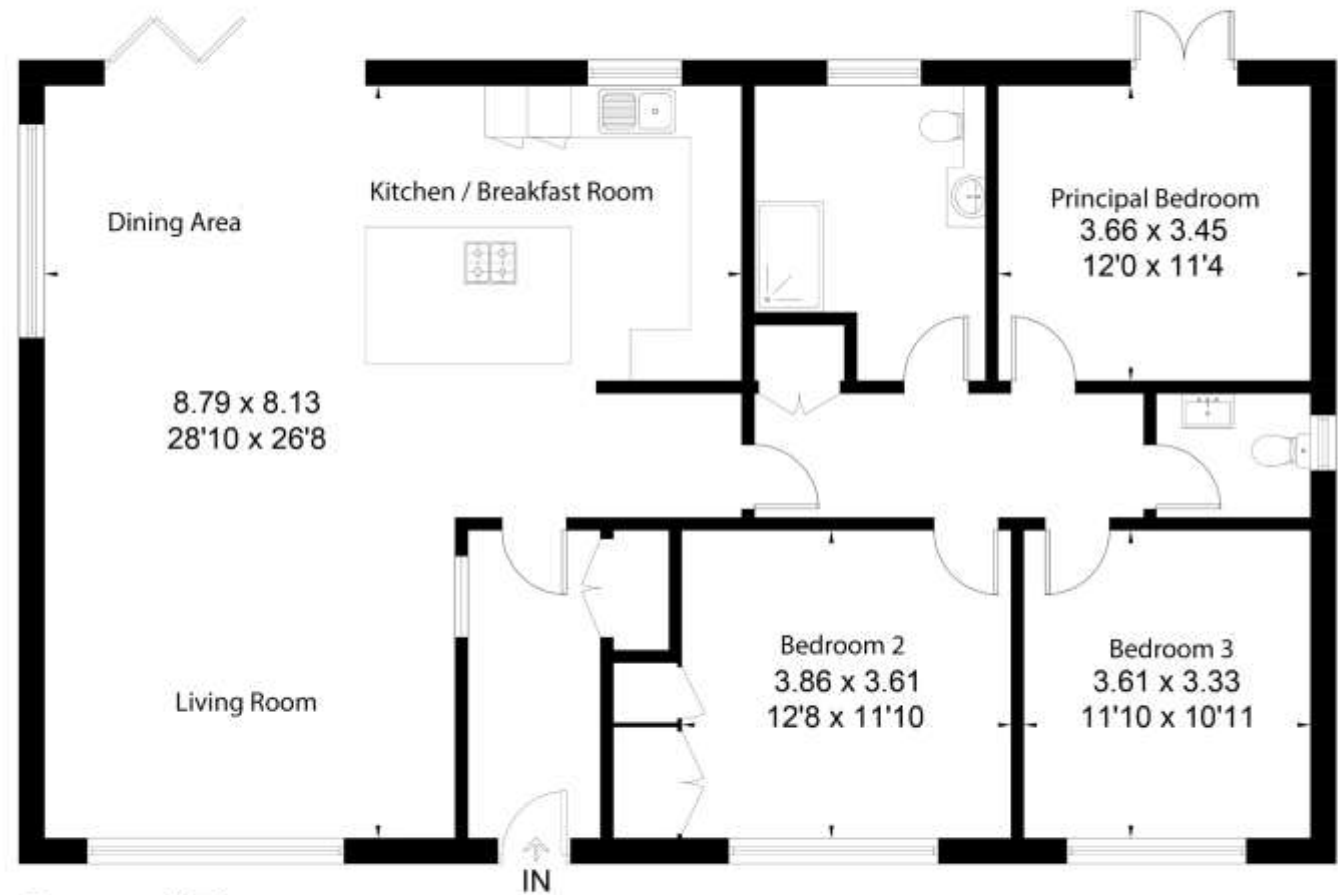 Kitchen / Breakfast Room
Dining Area
Principal Bedroom
3.66 x 3.45
12'0 x 11'4
8.79 x 8.13
28'10 x 26'8
Living Room
Bedroom 2
3.86 x 3.61
12'8 x 11'10
Bedroom 3
3.61 x 3.33
11'10 x 10'11
IN